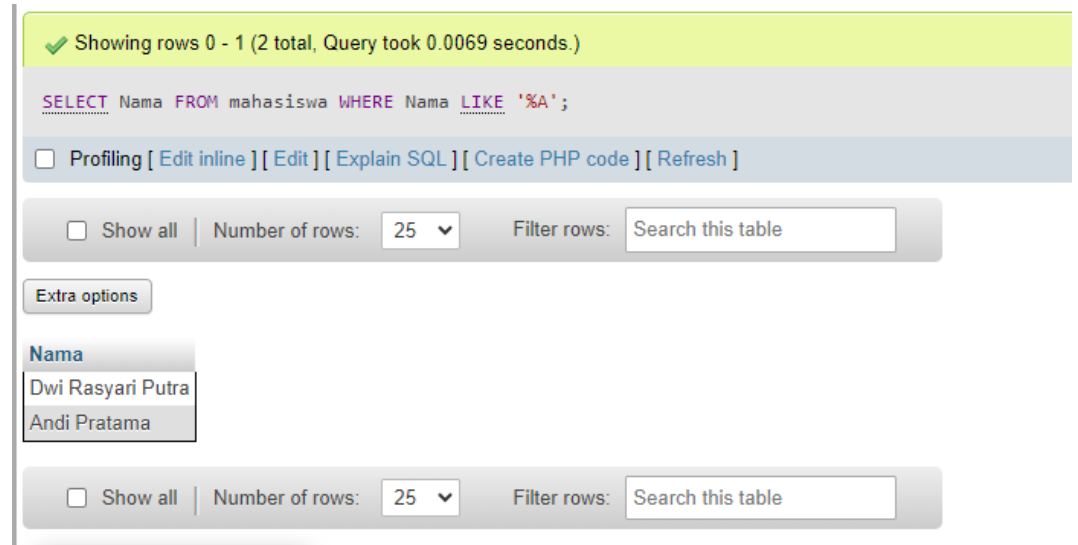 Showing rows 0 - 1 (2 total, Query took 0.0069 seconds.)
SELECT Nama FROM mahasiswa WHERE Nama LIKE '%A';
Profiling [ Edit inline ] [ Edit ] [ Explain SQL ] [ Create PHP code ] [ Refresh ]
Show all | Number of rows: 25 Filter rows: Search this table
Extra options
Nama
Dwi Rasyari Putra
Andi Pratama
Show all | Number of rows: 25 Filter rows: Search this table